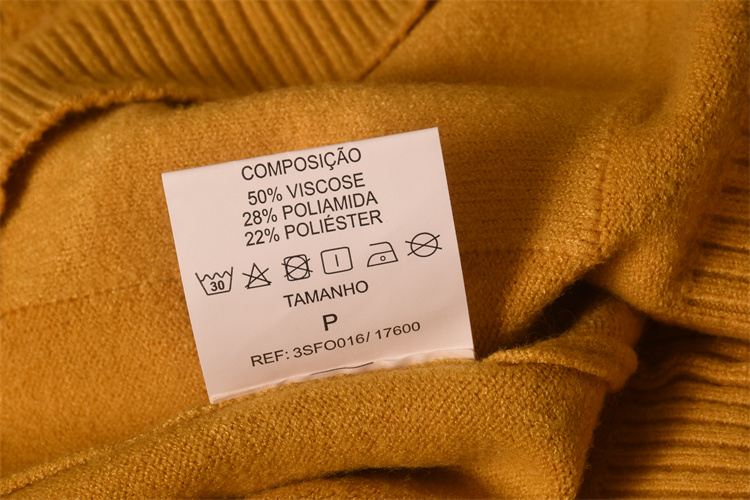 COMPOSIÇÃO
50% VISCOSE
28% POLIAMIDA
22% POLIÉSTER
30
TAMANHO
P
REF: 3SFO016/ 17600